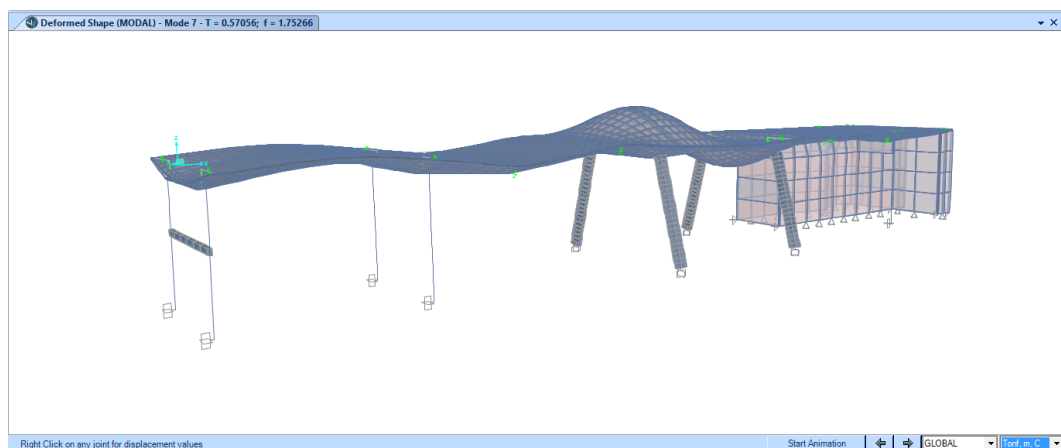 Deformed Shape (MODAL) - Mode 7 - T = 0.57056; f = 1.75266
z
x
Right Click on any joint for displacement values
Start Animation
GLOBAL
Tonf, m, C